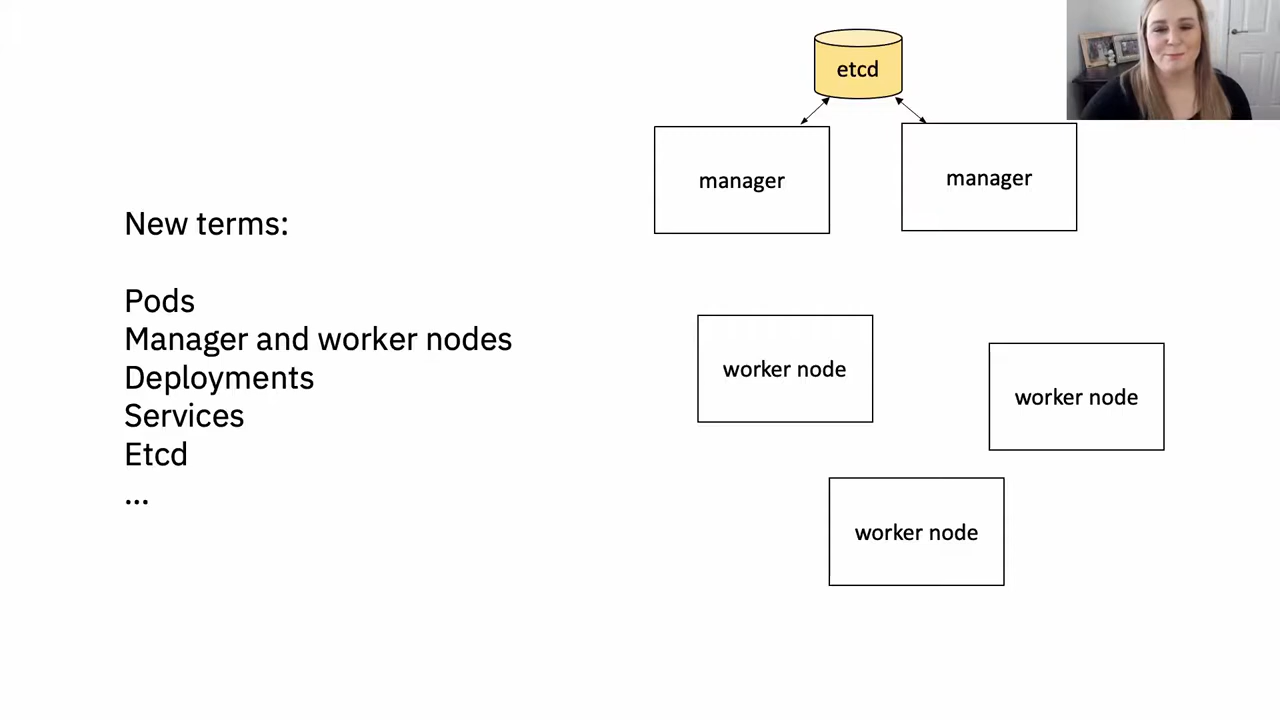 New terms:
Pods
Manager and worker nodes
Deployments
Services
Etcd
...
etcd
manager
manager
worker node
worker node
worker node